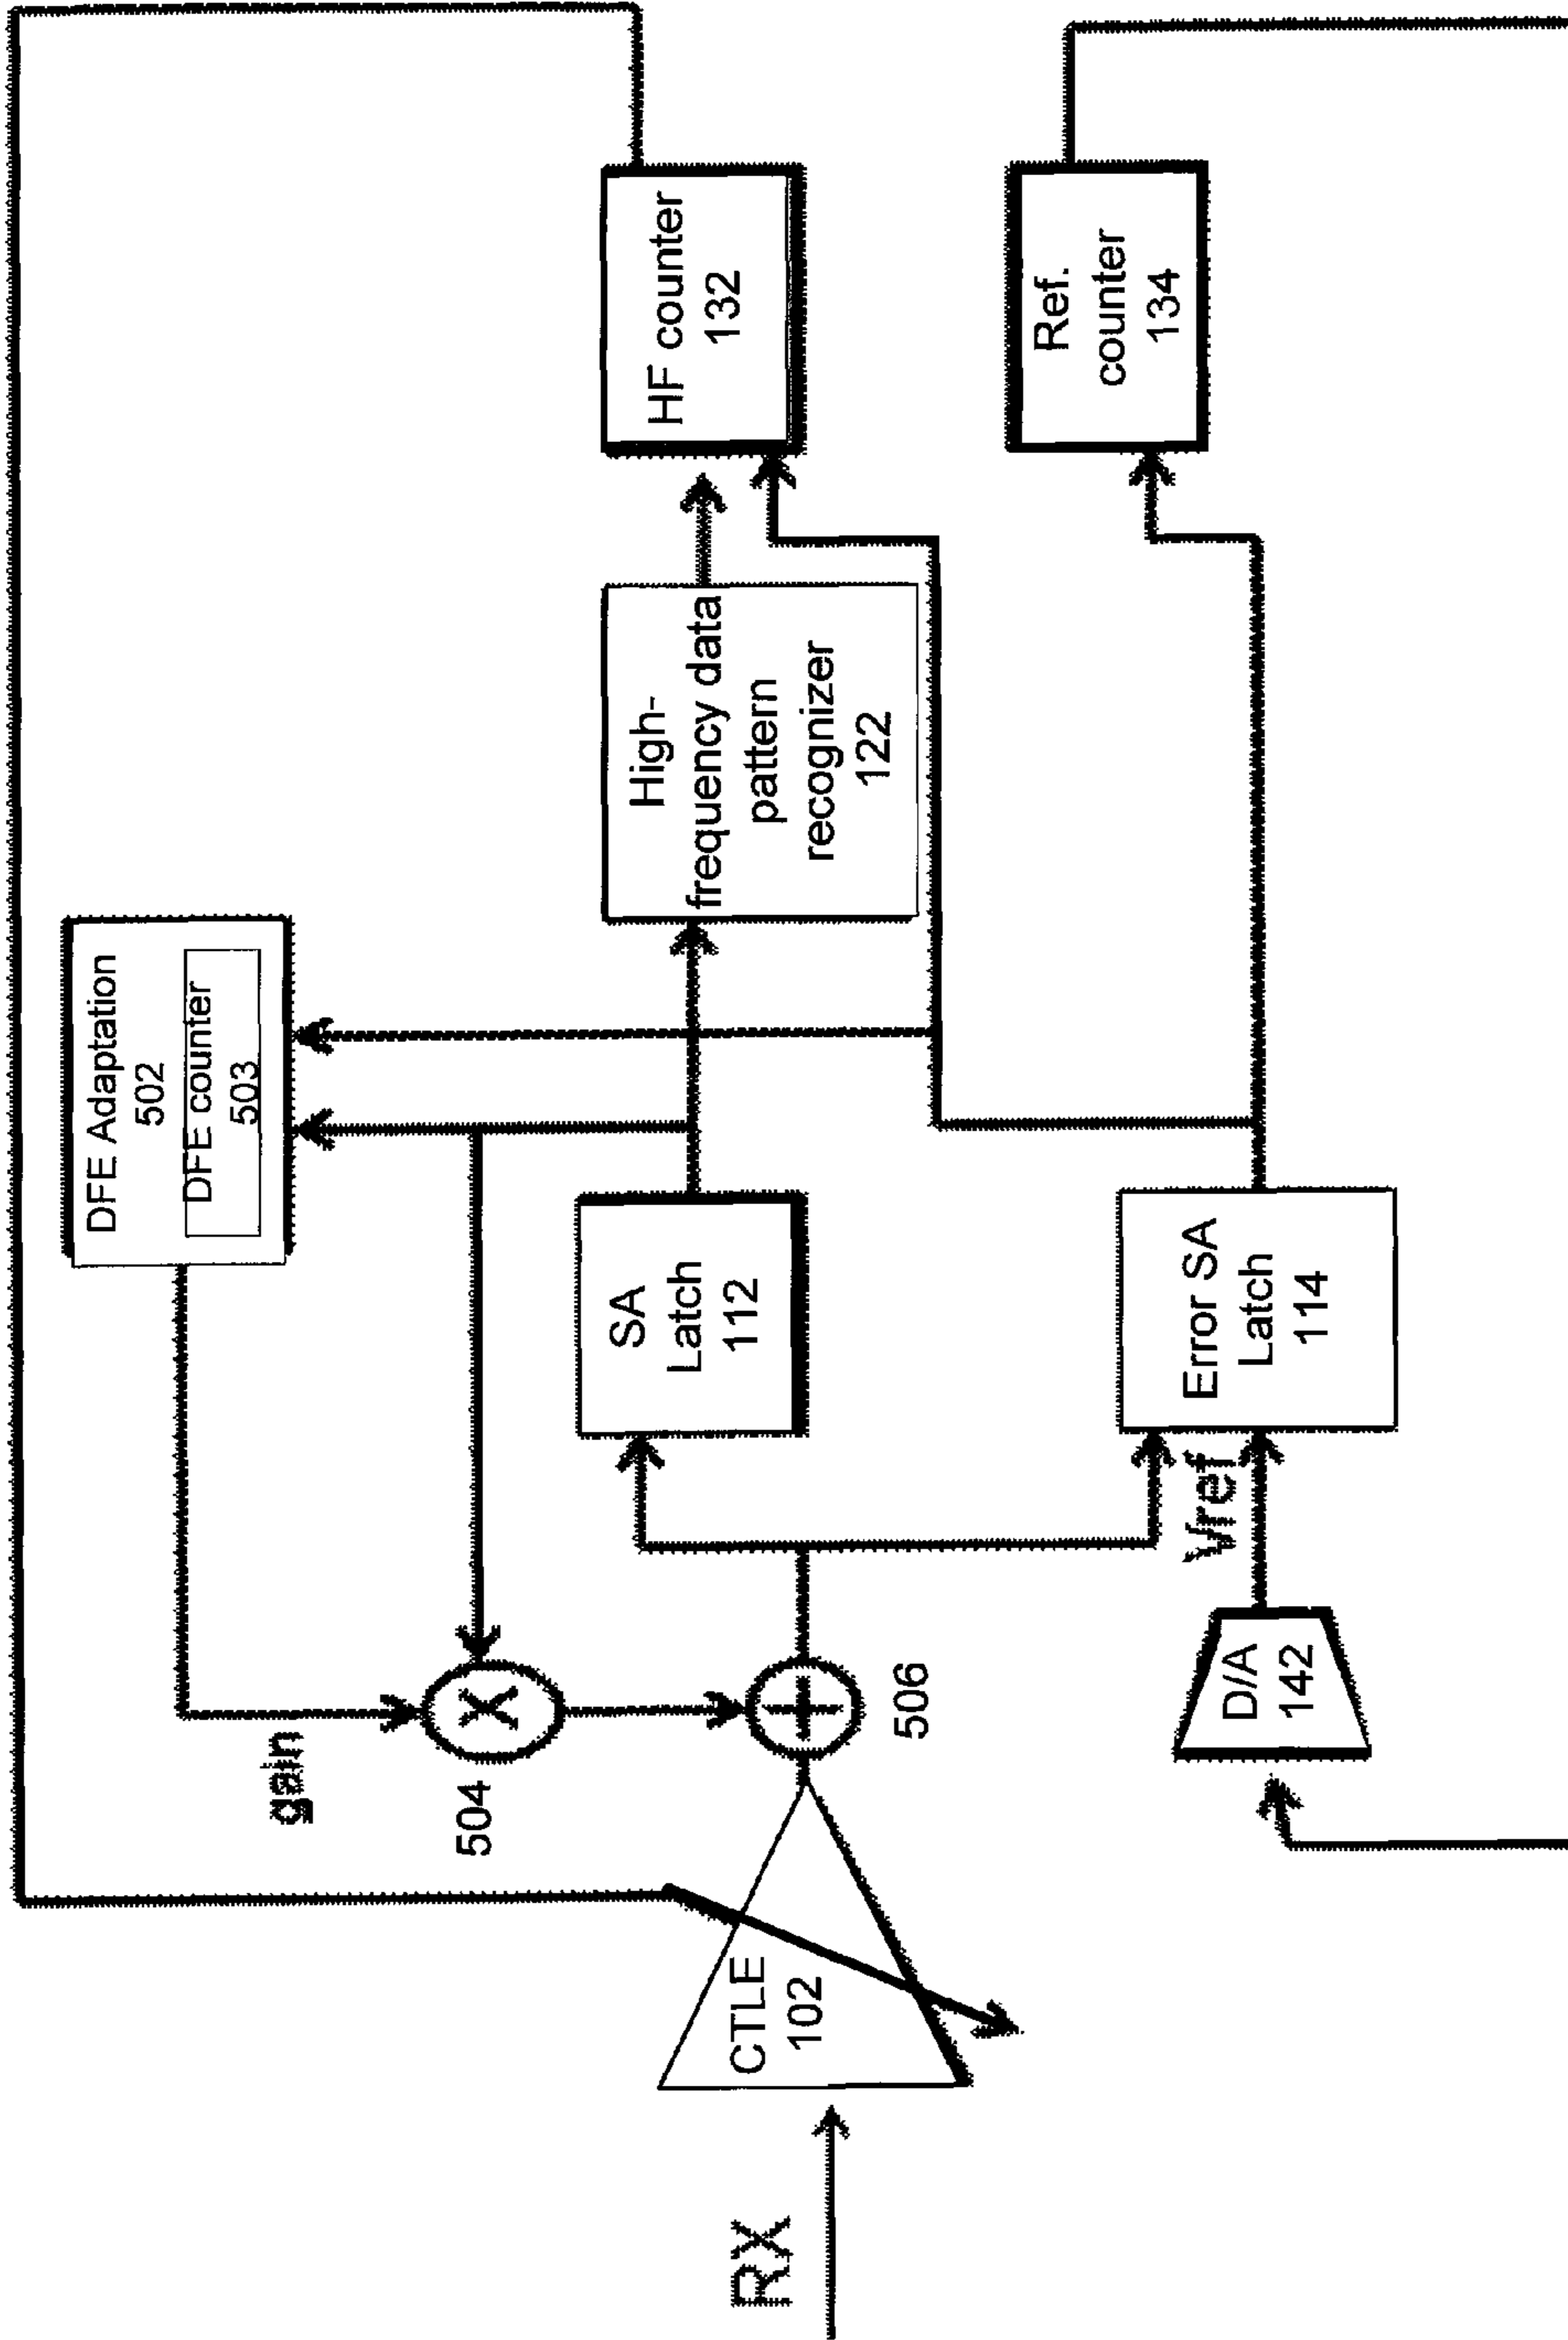 RX
CTLE
102
gain
504
506
D/A
142
Vref
DFE Adaptation
502
DFE counter
503
SA
Latch
112
Error SA
Latch
114
High-
frequency data
pattern
recognizer
122
HF counter
132
Ref.
counter
134